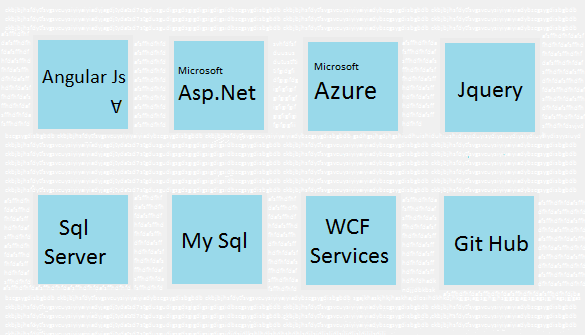 Angular Js
∀
Microsoft
Asp.Net
Microsoft
Azure
Jquery
Sql
Server
My Sql
WCF
Services
Git Hub